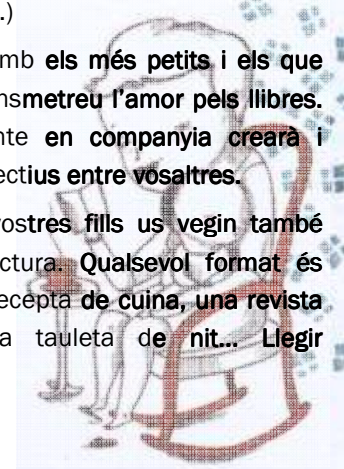 .)
mb els més petits i els que
nsmetreu l'amor pels llibres.
nte en companyia crearà i
ectius entre vosaltres.
vostres fills us vegin també
ctura. Qualsevol format és
ecepta de cuina, una revista
a tauleta de nit... Llegir